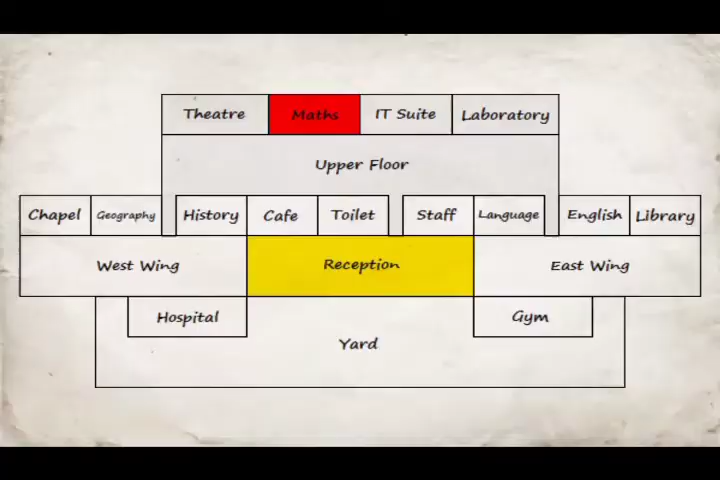 Theatre
Maths
IT Suite
Laboratory
Upper Floor
Chapel
Geography
History
Cafe
Toilet
Staff
Language
English
Library
West Wing
Reception
East Wing
Hospital
Gym
Yard